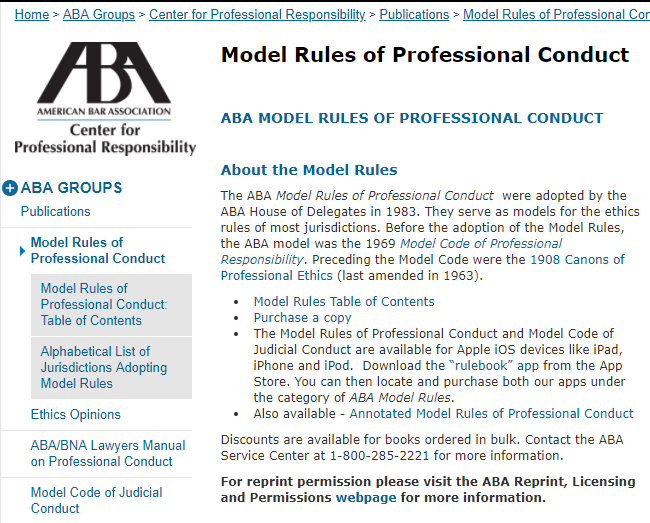 Home > ABA Groups > Center for Professional Responsibility > Publications > Model Rules of Professional Cor
ABA
AMERICAN BAR ASSOCIATION
Center for
Professional Responsibility
ABA GROUPS
Publications
Model Rules of
Professional Conduct
Model Rules of
Professional Conduct:
Table of Contents
Alphabetical List of
Jurisdictions Adopting
Model Rules
Ethics Opinions
ABA/BNA Lawyers Manual
on Professional Conduct
Model Code of Judicial
Conduct
Model Rules of Professional Conduct
ABA MODEL RULES OF PROFESSIONAL CONDUCT
About the Model Rules
The ABA Model Rules of Professional Conduct were adopted by the
ABA House of Delegates in 1983. They serve as models for the ethics
rules of most jurisdictions. Before the adoption of the Model Rules,
the ABA model was the 1969 Model Code of Professional
Responsibility. Preceding the Model Code were the 1908 Canons of
Professional Ethics (last amended in 1963).
• Model Rules Table of Contents
• Purchase a copy
• The Model Rules of Professional Conduct and Model Code of
Judicial Conduct are available for Apple iOS devices like iPad,
iPhone and iPod. Download the “rulebook” app from the App
Store. You can then locate and purchase both our apps under
the category of ABA Model Rules.
• Also available - Annotated Model Rules of Professional Conduct
Discounts are available for books ordered in bulk. Contact the ABA
Service Center at 1-800-285-2221 for more information.
For reprint permission please visit the ABA Reprint, Licensing
and Permissions webpage for more information.